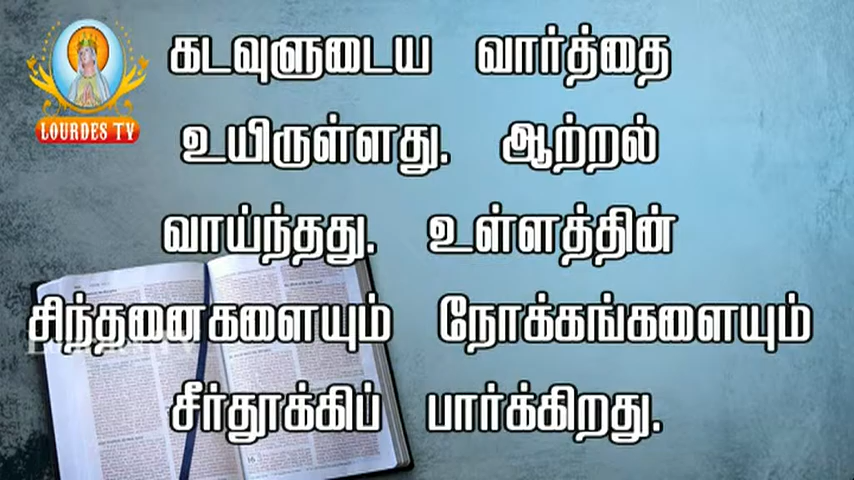 LOURDES TV
கடவுளுடைய வார்த்தை
உயிருள்ளது. ஆற்றல்
வாய்ந்தது. உள்ளத்தின்
சிந்தனைகளையும் நோக்கங்களையும்
சீர்தூக்கிப் பார்க்கிறது.